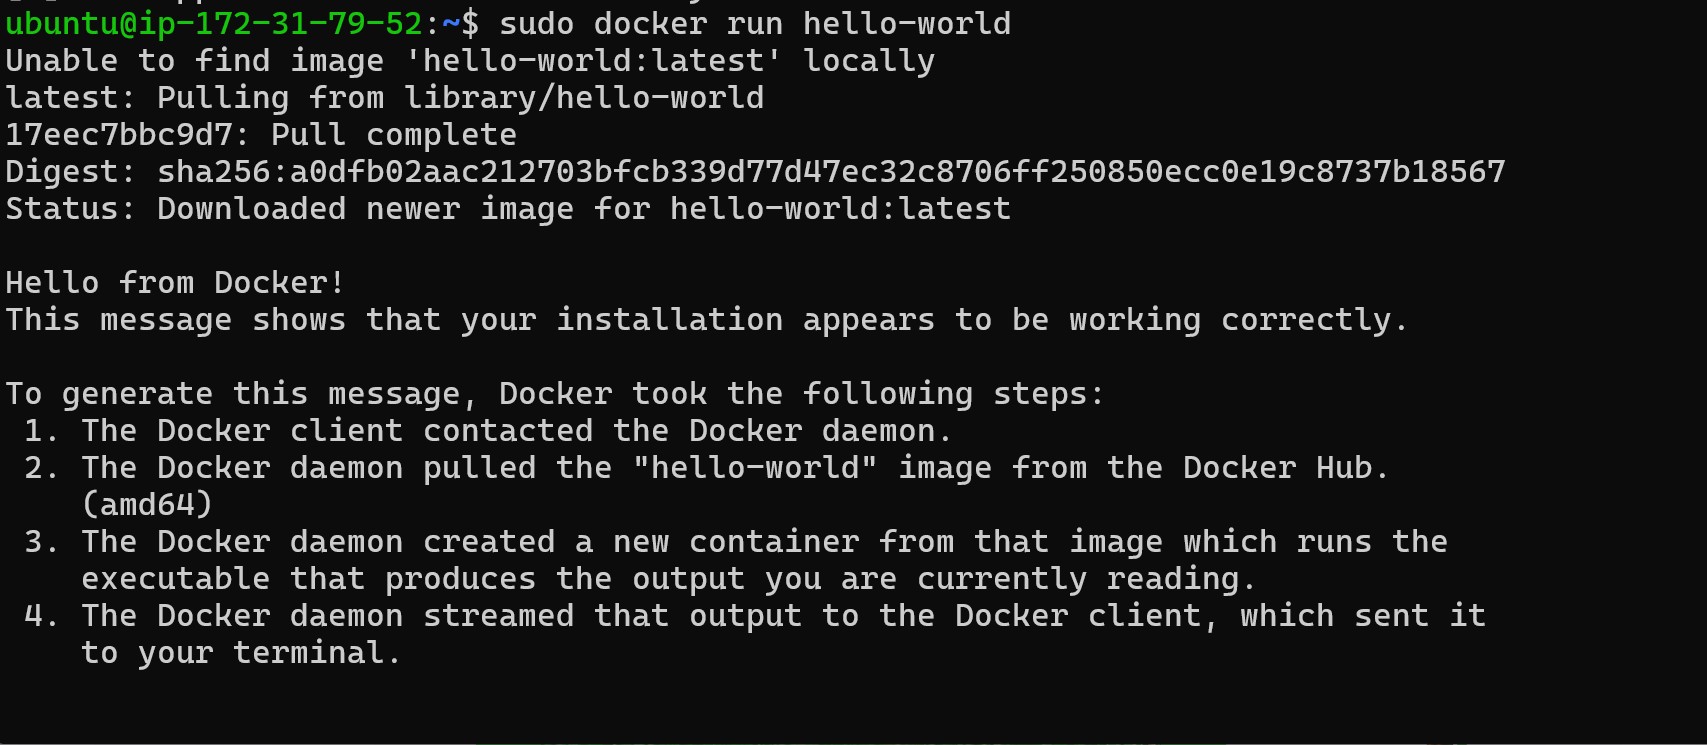 ubuntu@ip-172-31-79-52:~$ sudo docker run hello-world
Unable to find image 'hello-world:latest' locally
latest: Pulling from library/hello-world
17eec7bbc9d7: Pull complete
Digest: sha256:a0dfb02aac212703bfcb339d77d47ec32c8706ff250850ecc0e19c8737b18567
Status: Downloaded newer image for hello-world:latest

Hello from Docker!
This message shows that your installation appears to be working correctly.

To generate this message, Docker took the following steps:
 1. The Docker client contacted the Docker daemon.
 2. The Docker daemon pulled the "hello-world" image from the Docker Hub.
    (amd64)
 3. The Docker daemon created a new container from that image which runs the
    executable that produces the output you are currently reading.
 4. The Docker daemon streamed that output to the Docker client, which sent it
    to your terminal.